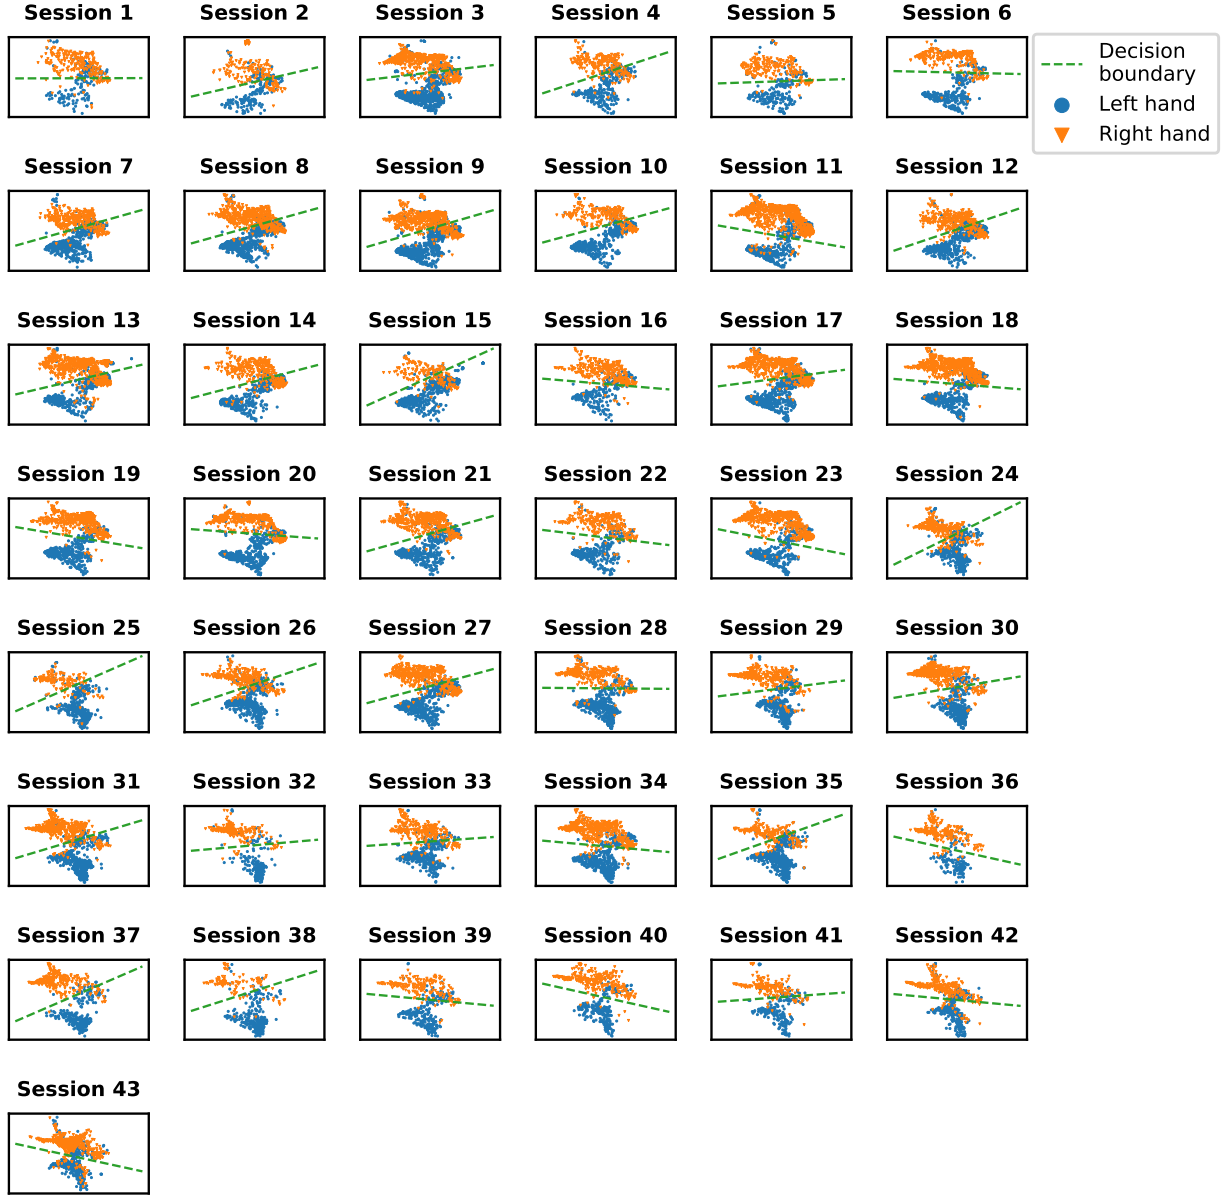 Session 1
Session 2
Session 3
Session 4
Session 5
Session 6
Decision
boundary
Left hand
Right hand
Session 7
Session 8
Session 9
Session 10
Session 11
Session 12
Session 13
Session 14
Session 15
Session 16
Session 17
Session 18
Session 19
Session 20
Session 21
Session 22
Session 23
Session 24
Session 25
Session 26
Session 27
Session 28
Session 29
Session 30
Session 31
Session 32
Session 33
Session 34
Session 35
Session 36
Session 37
Session 38
Session 39
Session 40
Session 41
Session 42
Session 43